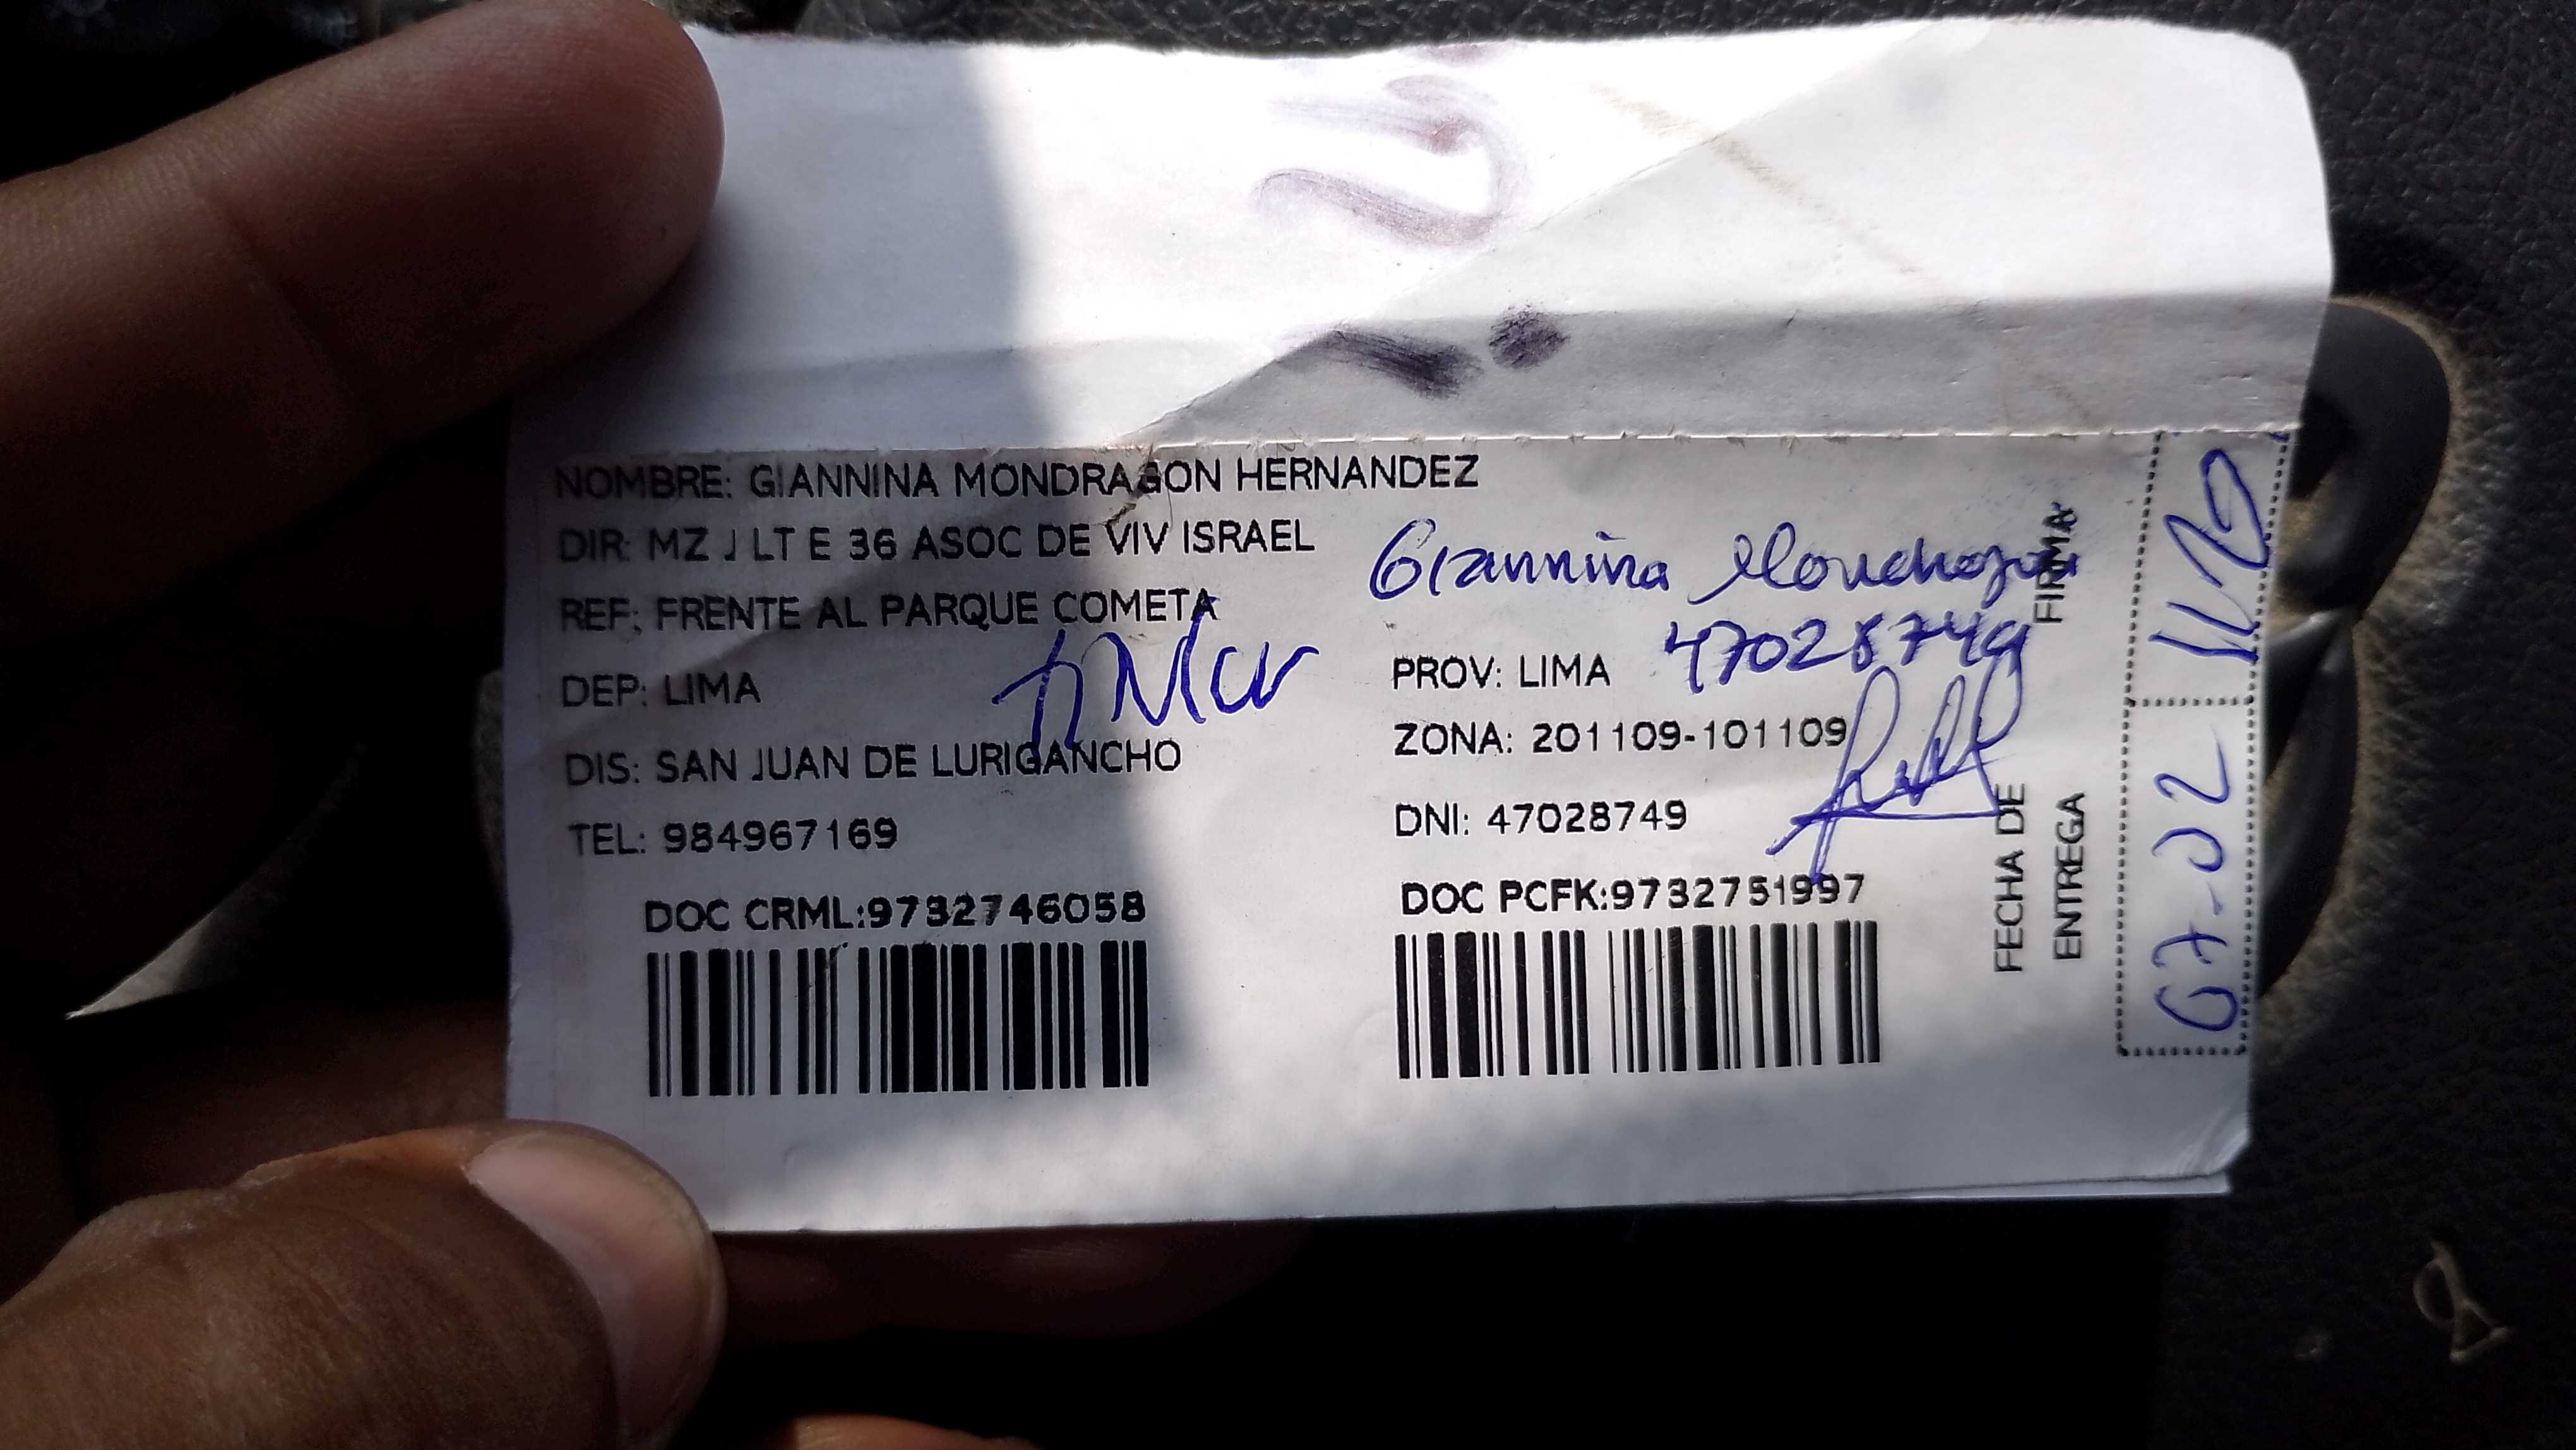 NOMBRE: GIANNINA MONDRAGON HERNANDEZ
DIR: MZ J LT E 36 ASOC DE VIV ISRAEL
Giannina Mondragon
REF: FRENTE AL PARQUE COMETA
FIRMA:
47028749
DEP: LIMA
PROV: LIMA
DIS: SAN JUAN DE LURIGANCHO
ZONA: 201109-101109
TEL: 984967169
DNI: 47028749
FECHA DE
ENTREGA
07-02
DOC CRML:9732746058
DOC PCFK:9732751997